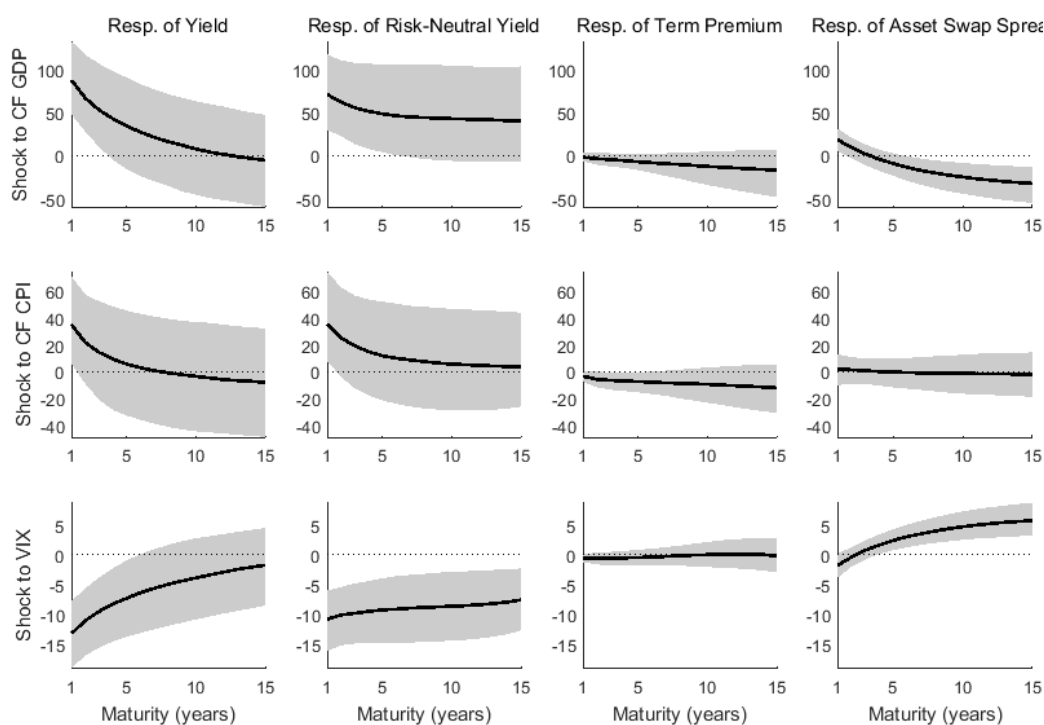 Resp. of Yield Resp. of Risk-Neutral Yield Resp. of Term Premium Resp. of Asset Swap Sprea
Shock to CF GDP
100 100 100 100
50 50 50 50
0 0 0 0
-50 -50 -50 -50
1 5 10 15 1 5 10 15 1 5 10 15 1 5 10 15
Shock to CF CPI
60 60 60 60
40 40 40 40
20 20 20 20
0 0 0 0
-20 -20 -20 -20
-40 -40 -40 -40
1 5 10 15 1 5 10 15 1 5 10 15 1 5 10 15
Shock to VIX
5 5 5 5
0 0 0 0
-5 -5 -5 -5
-10 -10 -10 -10
-15 -15 -15 -15
1 5 10 15 1 5 10 15 1 5 10 15 1 5 10 15
Maturity (years) Maturity (years) Maturity (years) Maturity (years)